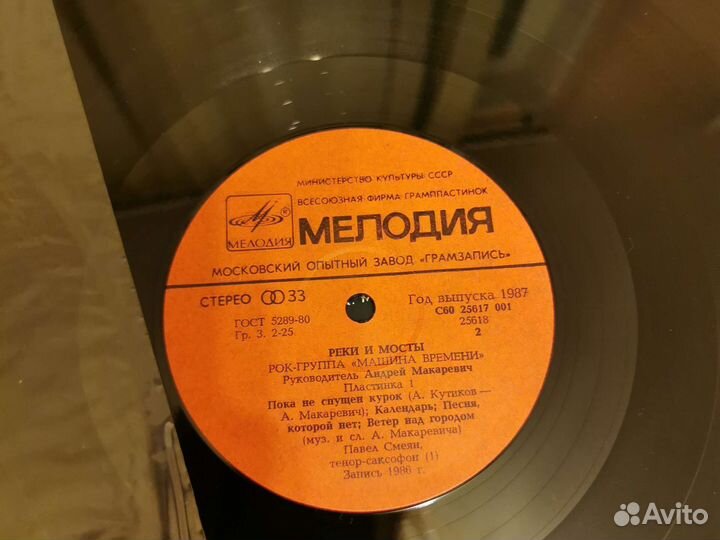 МИНИСТЕРСТВО КУЛЬТУРЫ СССР
ВСЕСОЮЗНАЯ ФИРМА ГРАМПЛАСТИНОК
МЕЛОДИЯ ® МЕЛОДИЯ
МОСКОВСКИЙ ОПЫТНЫЙ ЗАВОД «ГРАМЗАПИСЬ»
СТЕРЕО 33 Год выпуска 1987
ГОСТ 5289-80 С60 25617 001
Гр. 3. 2-25 25618
2
РЕКИ И МОСТЫ
РОК-ГРУППА «МАШИНА ВРЕМЕНИ»
Руководитель Андрей Макаревич
Пластинка 1
Пока не спущен курок (А. Кутиков —
А. Макаревич); Календарь; Песня,
которой нет; Ветер над городом
(муз. и сл. А. Макаревича)
Павел Смеян,
тенор-саксофон (1)
Запись 1986 г.
Avito